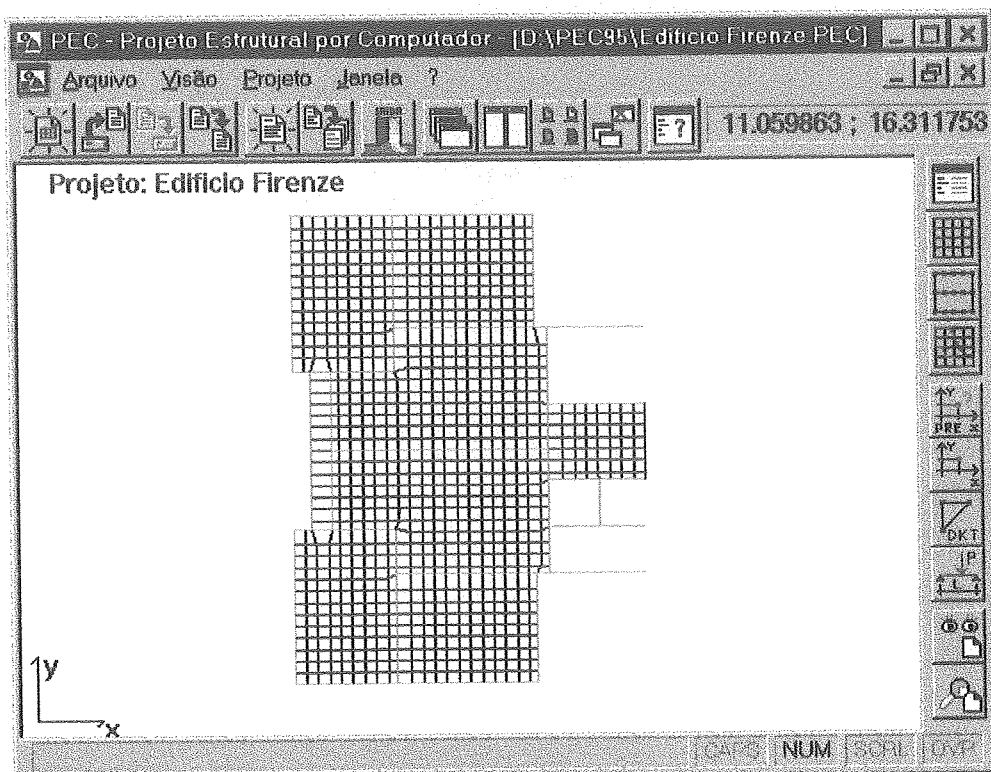 PEC - Projeto Estrutural por Computador - [D:\PEC95\Edificio Firenze PEC]
Arquivo Visão Projeto Janela ?
11.059863 ; 16.311753
Projeto: Edificio Firenze
PRE
DKT
P
L
y
x
CAPS NUM SCRL OVR